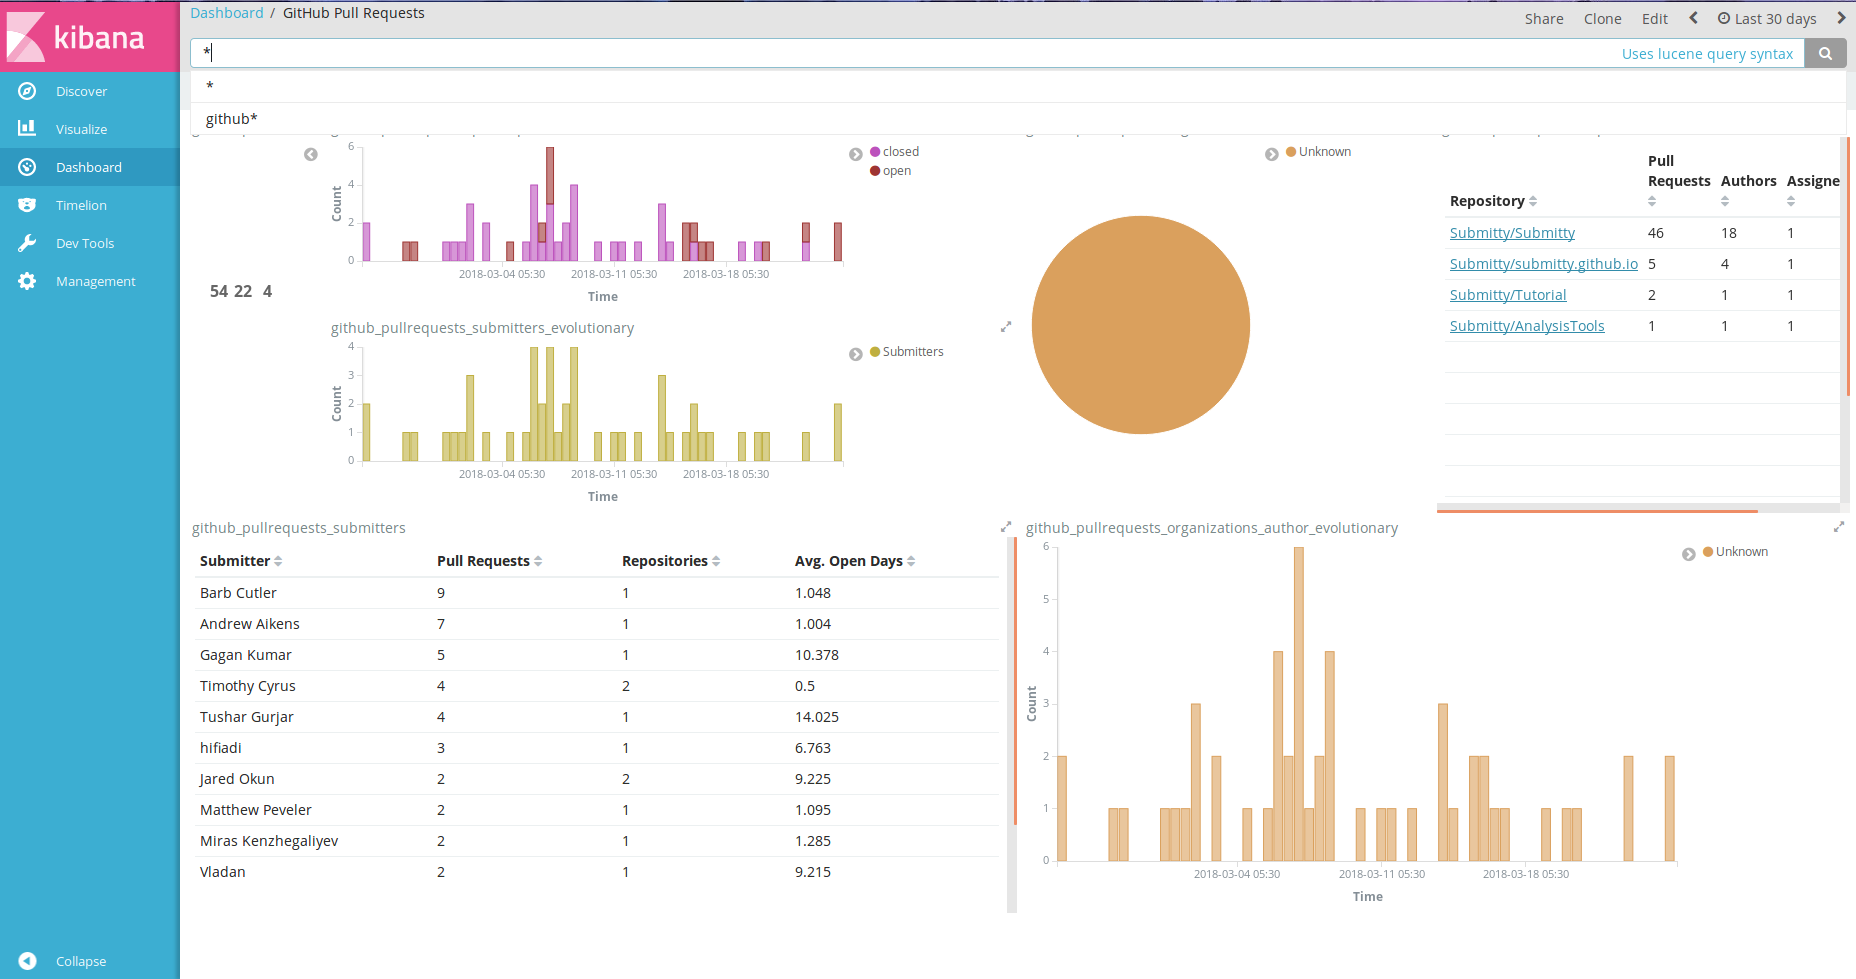 Dashboard / GitHub Pull Requests
Share Clone Edit Last 30 days
kibana
*
Uses lucene query syntax
*
github*
Discover
Visualize
Dashboard
Timelion
Dev Tools
Management
Collapse
54 22 4
6
4
2
0
Count
2018-03-04 05:30 2018-03-11 05:30 2018-03-18 05:30
Time
closed
open
github_pullrequests_submitters_evolutionary
4
3
2
1
0
Count
2018-03-04 05:30 2018-03-11 05:30 2018-03-18 05:30
Time
Submitters
Unknown
Repository Pull Requests Authors Assigne
Submitty/Submitty 46 18 1
Submitty/submitty.github.io 5 4 1
Submitty/Tutorial 2 1 1
Submitty/AnalysisTools 1 1 1
github_pullrequests_submitters
Submitter Pull Requests Repositories Avg. Open Days
Barb Cutler 9 1 1.048
Andrew Aikens 7 1 1.004
Gagan Kumar 5 1 10.378
Timothy Cyrus 4 2 0.5
Tushar Gurjar 4 1 14.025
hifiadi 3 1 6.763
Jared Okun 2 2 9.225
Matthew Peveler 2 1 1.095
Miras Kenzhegaliyev 2 1 1.285
Vladan 2 1 9.215
github_pullrequests_organizations_author_evolutionary
6
5
4
3
2
1
0
Count
2018-03-04 05:30 2018-03-11 05:30 2018-03-18 05:30
Time
Unknown